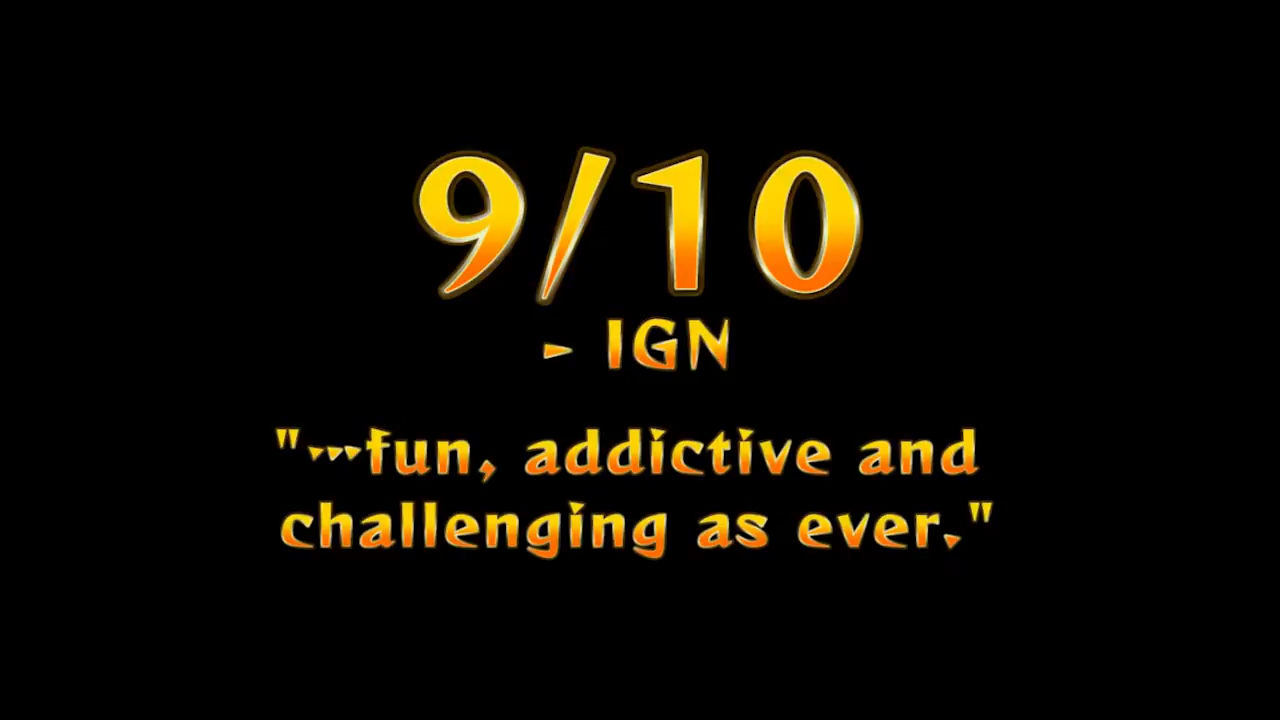 9/10
- IGN
"...fun, addictive and
challenging as ever."